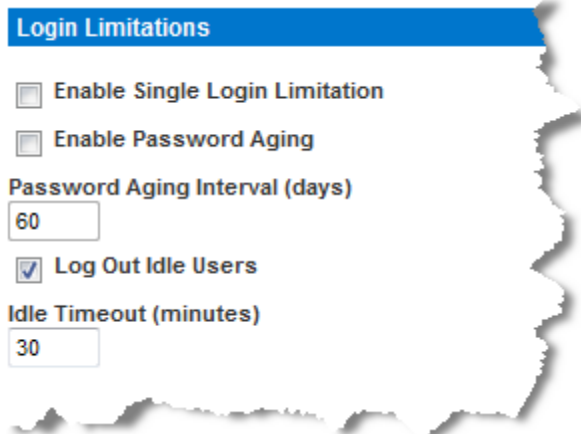 Login Limitations
Enable Single Login Limitation
Enable Password Aging
Password Aging Interval (days)
60
Log Out Idle Users
Idle Timeout (minutes)
30